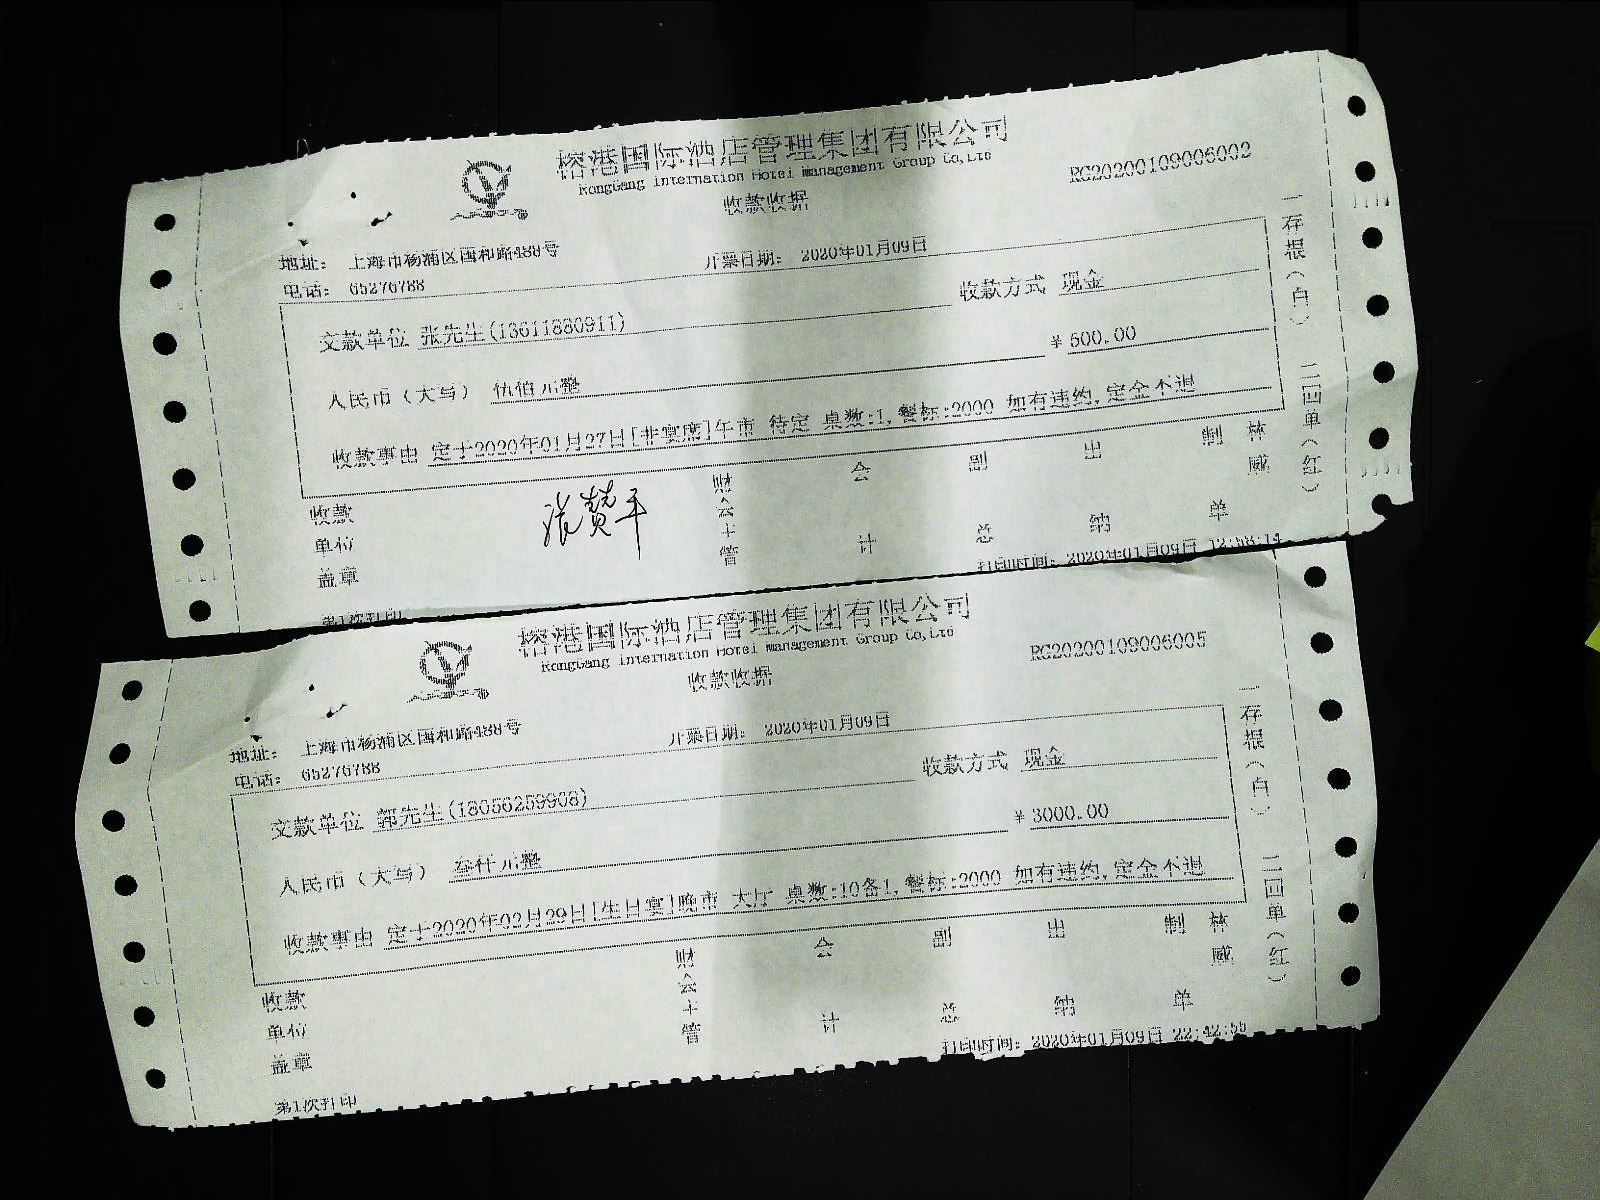 榕港国际酒店管理集团有限公司
RongGang Internation Hotel Management Group Co,Ltd
RG20200109006002
收款收据
地址: 上海市杨浦区国和路488号
开票日期: 2020年01月09日
电话: 65276788
收款方式 现金
交款单位 张先生(13611880911)
¥ 500.00
人民币（大写） 伍佰元整
收款事由 定于2020年01月27日[非宴席]午市 待定 桌数:1,餐标:2000 如有违约,定金不退
一存根(白) 二回单(红)
收款单位盖章
张赞平
财会主管
会计
副总
出纳
制单
林威
第1次打印
打印时间: 2020年01月09日 12:58:14
榕港国际酒店管理集团有限公司
RongGang Internation Hotel Management Group Co,Ltd
RG20200109006005
收款收据
地址: 上海市杨浦区国和路488号
开票日期: 2020年01月09日
电话: 65276788
收款方式 现金
交款单位 郭先生(18056259908)
¥ 3000.00
人民币（大写） 叁仟元整
收款事由 定于2020年02月29日[生日宴]晚市 大厅 桌数:10备1,餐标:2000 如有违约,定金不退
一存根(白) 二回单(红)
收款单位盖章
财会主管
会计
副总
出纳
制单
林威
打印时间: 2020年01月09日 22:42:55
第1次打印